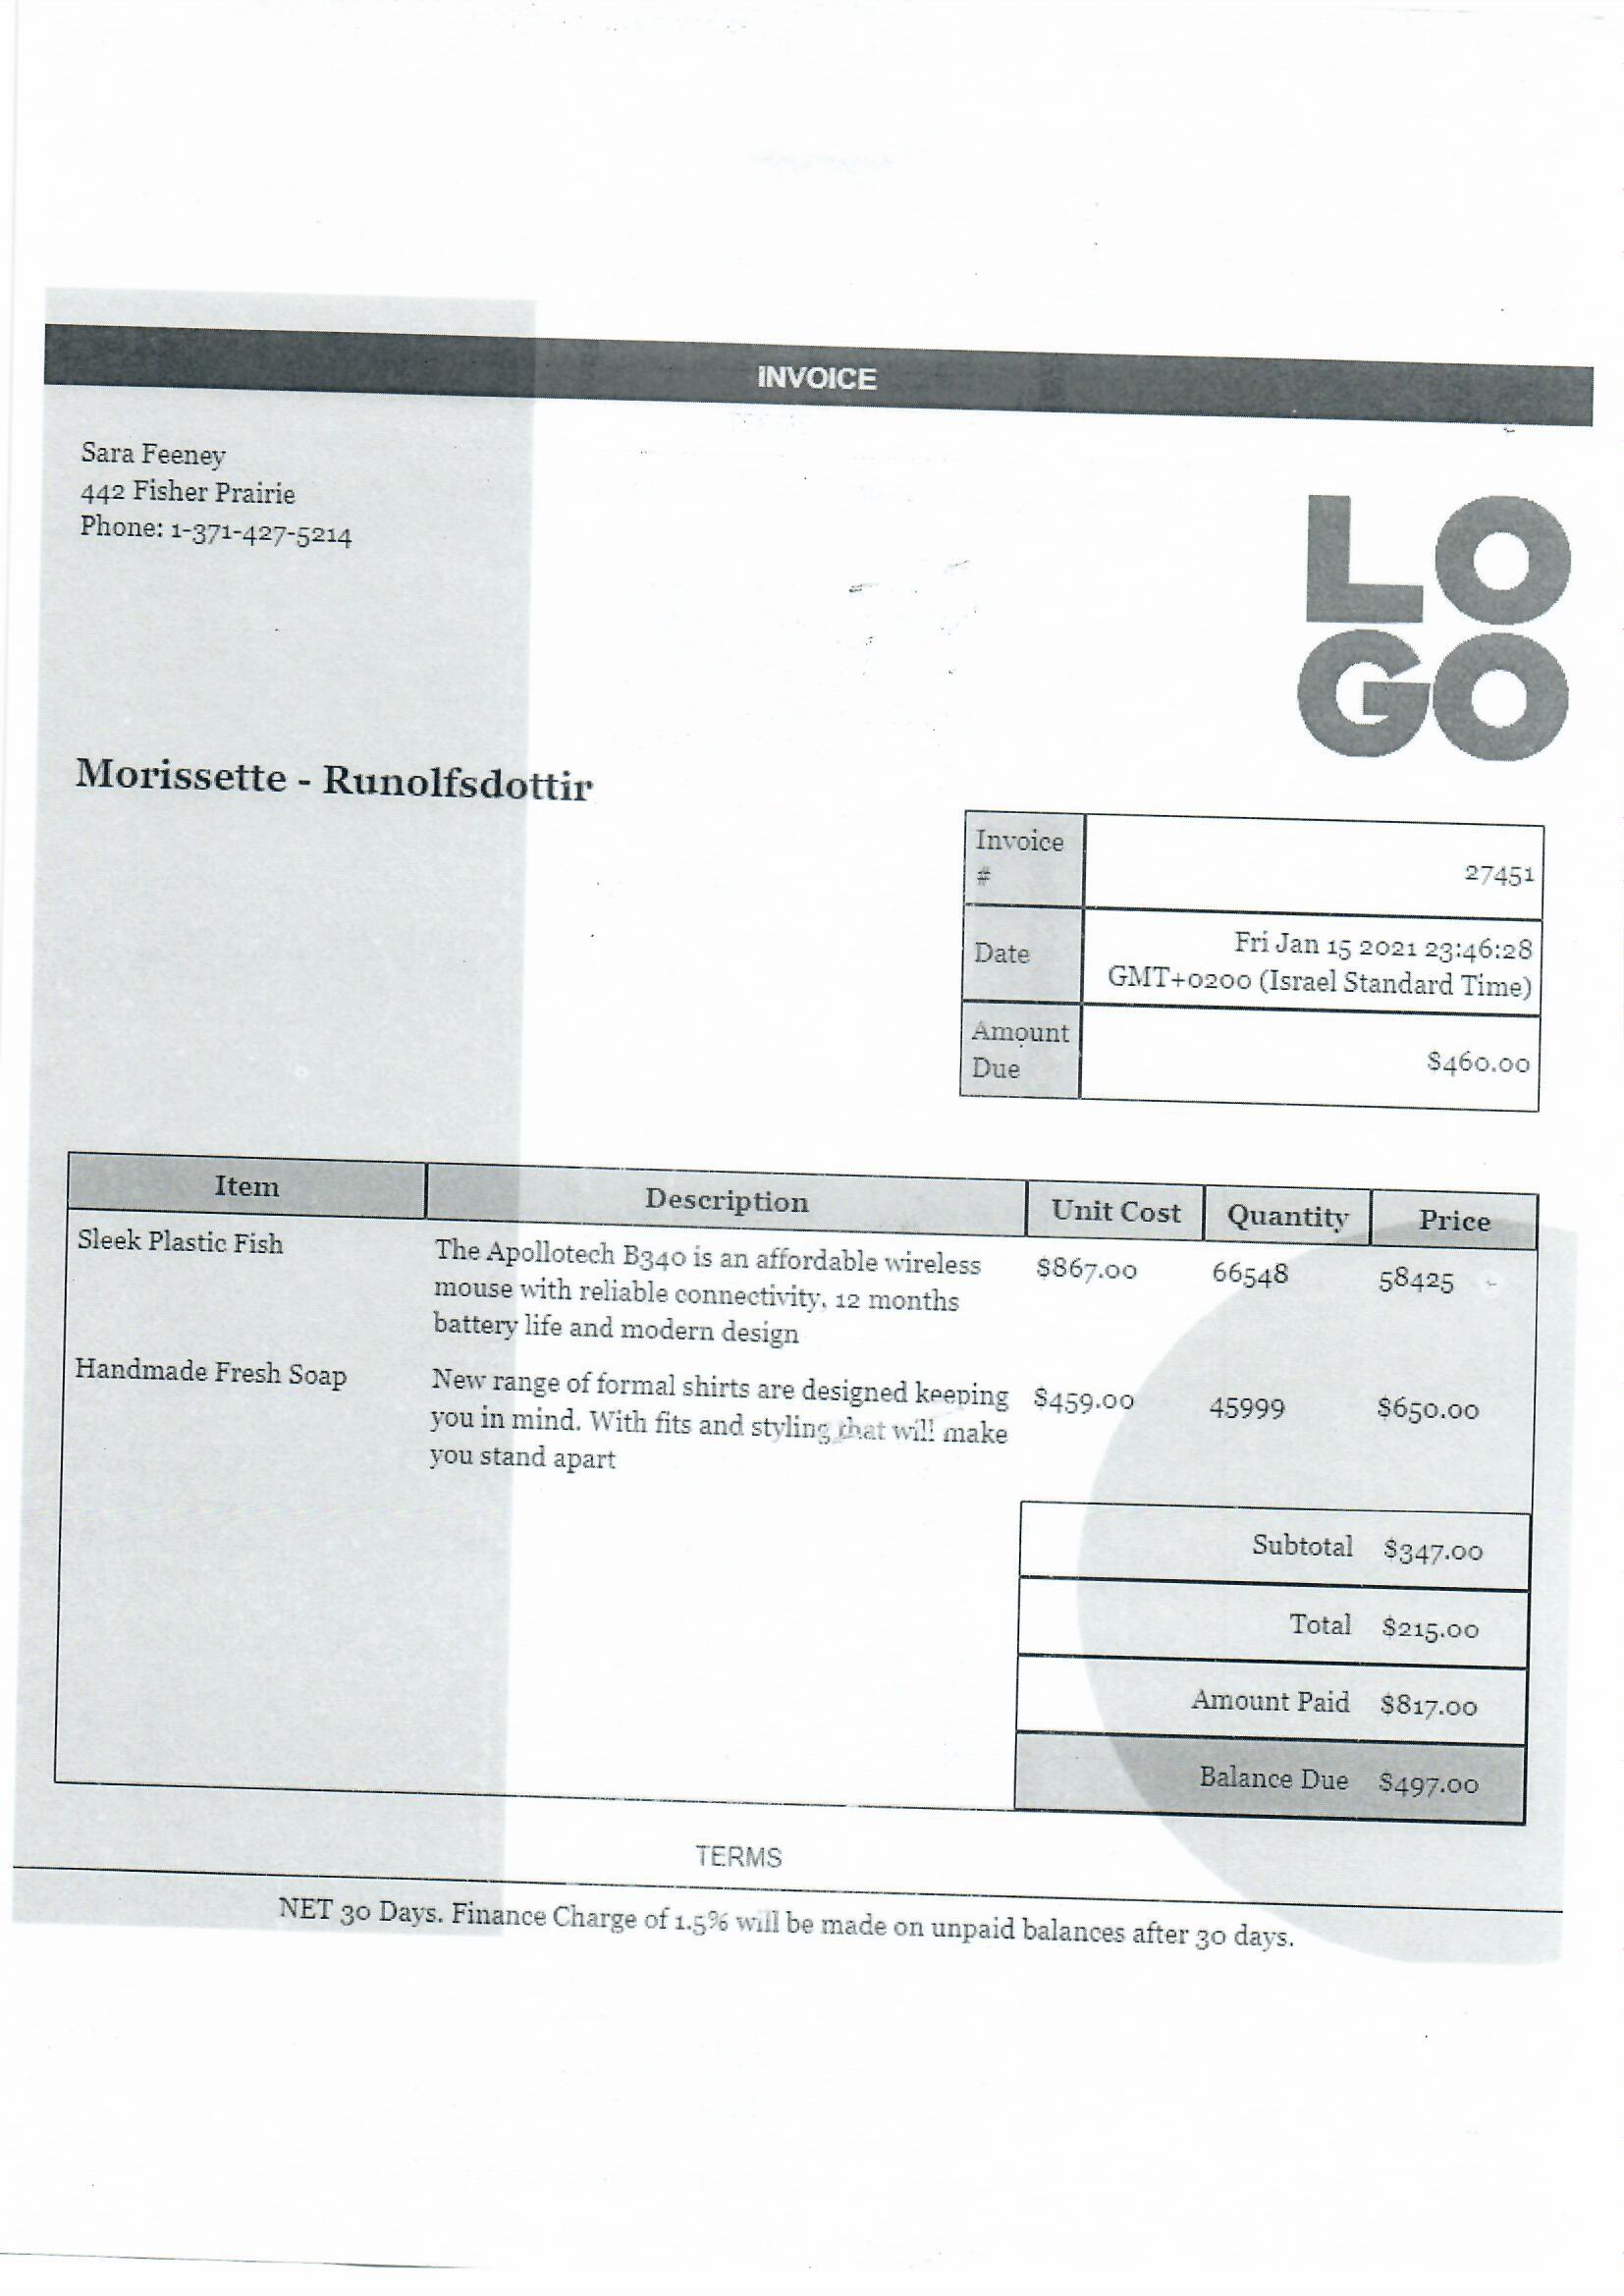 INVOICE
Sara Feeney
442 Fisher Prairie
Phone: 1-371-427-5214
LO
GO
Morissette - Runolfsdottir
Invoice
#
27451
Date
Fri Jan 15 2021 23:46:28
GMT+0200 (Israel Standard Time)
Amount
Due
$460.00
Item Description Unit Cost Quantity Price
Sleek Plastic Fish
The Apollotech B340 is an affordable wireless
mouse with reliable connectivity, 12 months
battery life and modern design
$867.00 66548 58425
Handmade Fresh Soap
New range of formal shirts are designed keeping
you in mind. With fits and styling that will make
you stand apart
$459.00 45999 $650.00
Subtotal $347.00
Total $215.00
Amount Paid $817.00
Balance Due $497.00
TERMS
NET 30 Days. Finance Charge of 1.5% will be made on unpaid balances after 30 days.